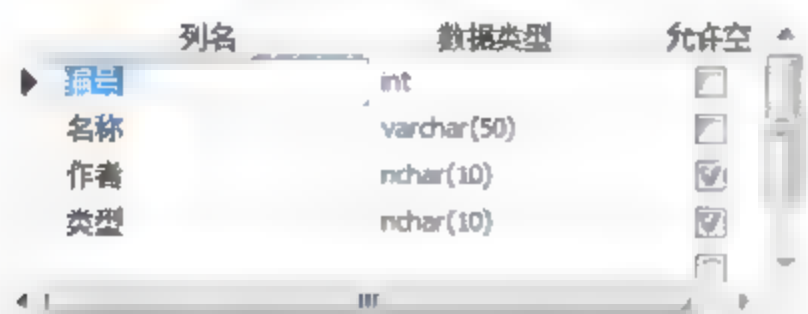 列名 数据类型 允许空
编号 int
名称 varchar(50)
作者 nchar(10)
类型 nchar(10)